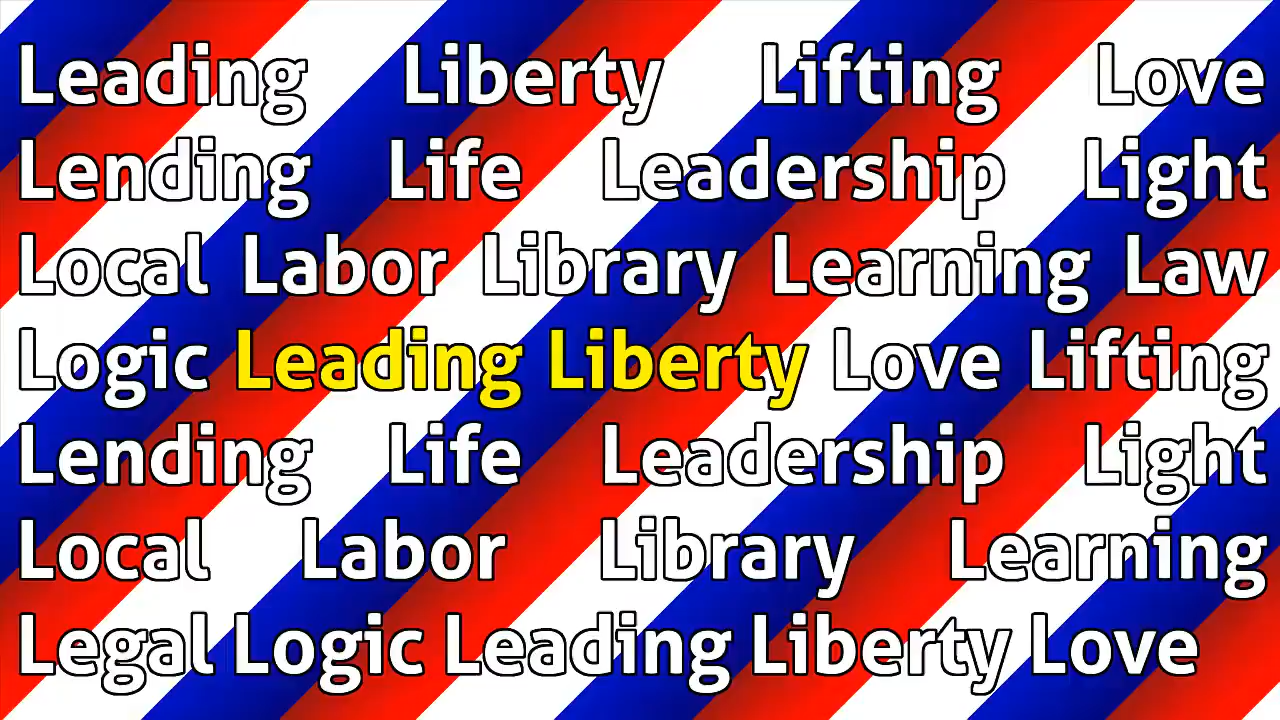 Leading Liberty Lifting Love
Lending Life Leadership Light
Local Labor Library Learning Law
Logic Leading Liberty Love Lifting
Lending Life Leadership Light
Local Labor Library Learning
Legal Logic Leading Liberty Love